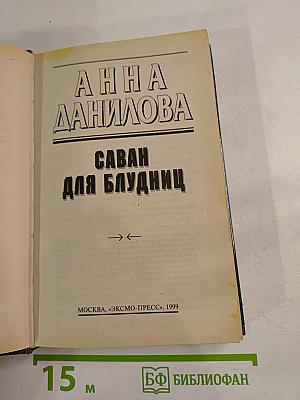 АННА
ДАНИЛОВА
САВАН
ДЛЯ БЛУДНИЦ
МОСКВА, «ЭКСМО-ПРЕСС», 1999
15 м
БФ БИБЛИОФАН